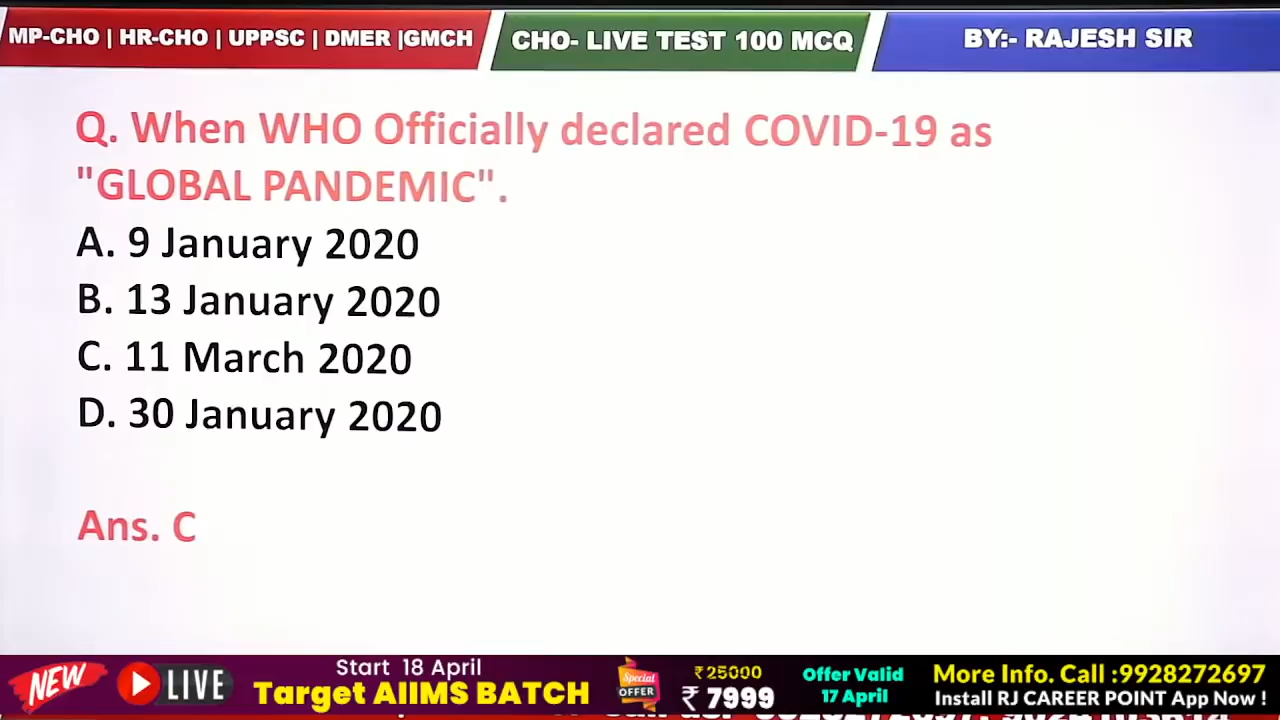 MP-CHO | HR-CHO | UPPSC | DMER |GMCH
CHO- LIVE TEST 100 MCQ
BY:- RAJESH SIR
Q. When WHO Officially declared COVID-19 as
"GLOBAL PANDEMIC".
A. 9 January 2020
B. 13 January 2020
C. 11 March 2020
D. 30 January 2020
Ans. C
NEW
LIVE
Start 18 April
Target AIIMS BATCH
Special
OFFER
₹25000
₹7999
Offer Valid
17 April
More Info. Call :9928272697
Install RJ CAREER POINT App Now !